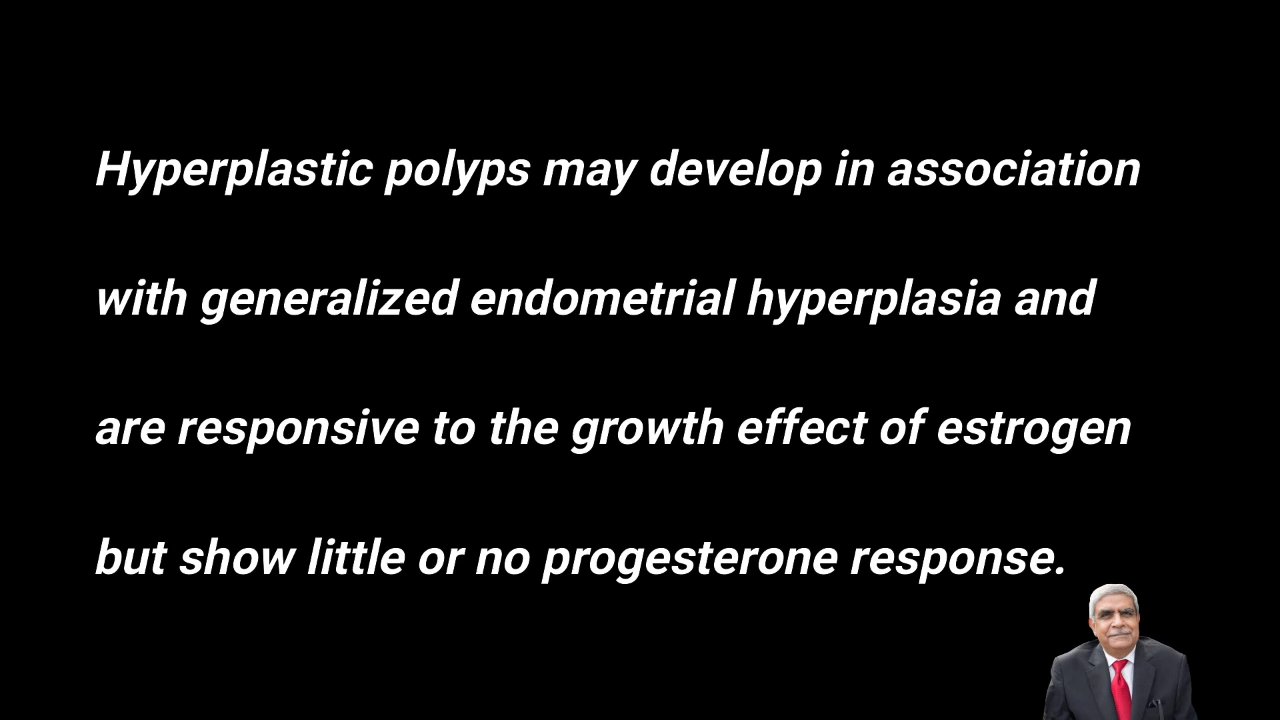 Hyperplastic polyps may develop in association
with generalized endometrial hyperplasia and
are responsive to the growth effect of estrogen
but show little or no progesterone response.